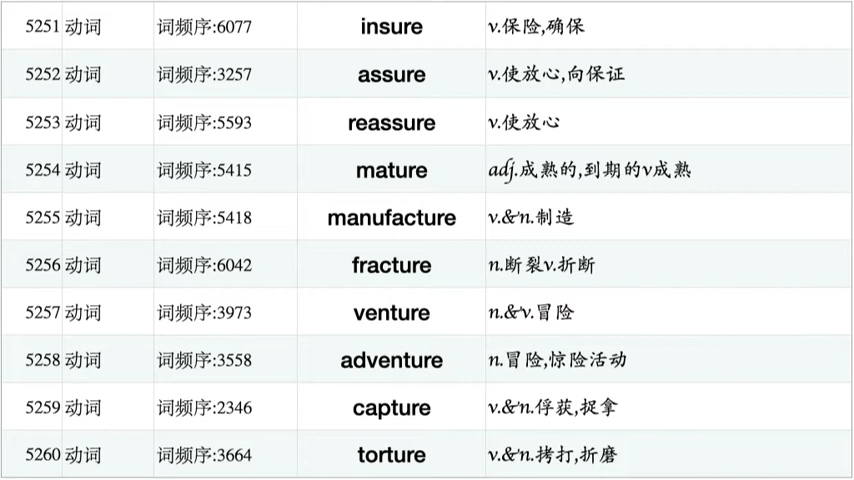 5251 动词 词频序:6077 insure v.保险,确保
5252 动词 词频序:3257 assure v.使放心,向保证
5253 动词 词频序:5593 reassure v.使放心
5254 动词 词频序:5415 mature adj.成熟的,到期的v成熟
5255 动词 词频序:5418 manufacture v.&n.制造
5256 动词 词频序:6042 fracture n.断裂v.折断
5257 动词 词频序:3973 venture n.&v.冒险
5258 动词 词频序:3558 adventure n.冒险,惊险活动
5259 动词 词频序:2346 capture v.&n.俘获,捉拿
5260 动词 词频序:3664 torture v.&n.拷打,折磨